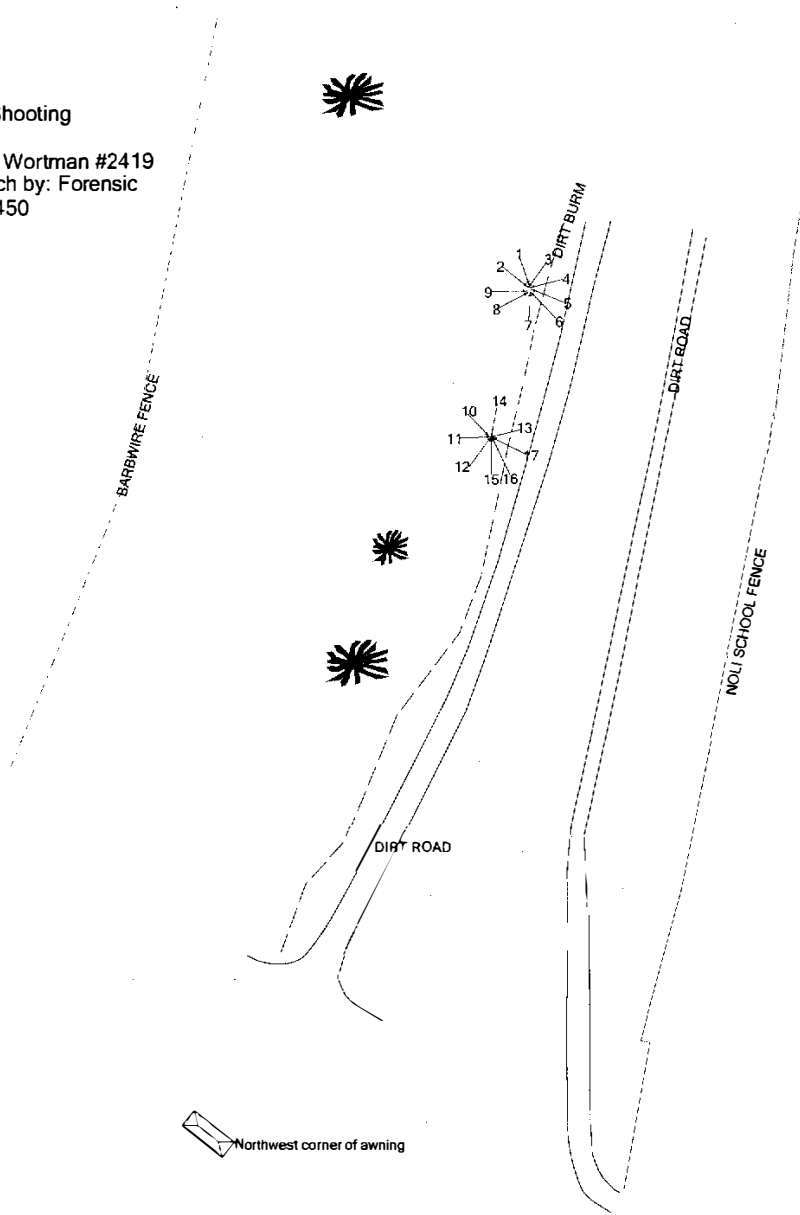 hooting
Wortman #2419
ch by: Forensic
450
DIRT BURM
1
2
3
4
5
6
7
8
9
DIRT ROAD
10
11
12
13
14
15
16
17
BARBWIRE FENCE
NOLI SCHOOL FENCE
DIRT ROAD
Northwest corner of awning